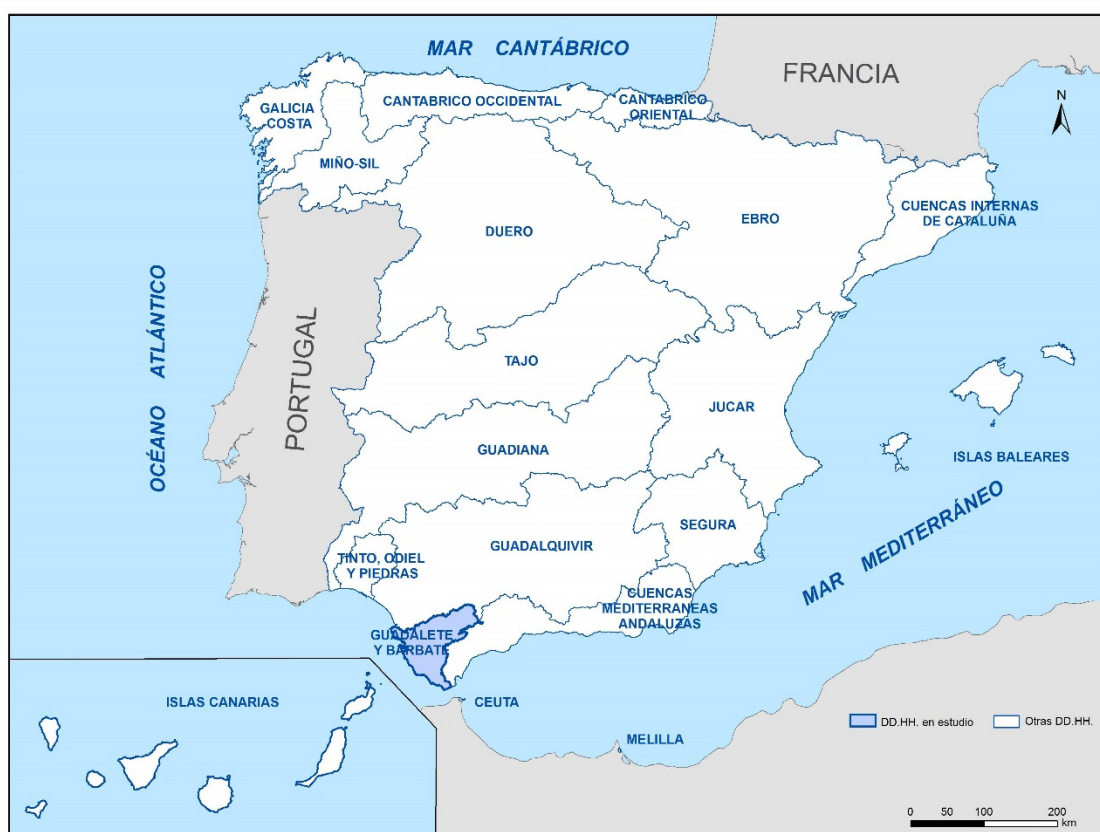 MAR CANTÁBRICO
FRANCIA
N
GALICIA
COSTA
CANTABRICO OCCIDENTAL
CANTABRICO
ORIENTAL
MIÑO-SIL
CUENCAS INTERNAS
DE CATALUÑA
EBRO
DUERO
OCÉANO ATLÁNTICO
PORTUGAL
TAJO
JUCAR
GUADIANA
ISLAS BALEARES
MAR MEDITERRÁNEO
SEGURA
GUADALQUIVIR
TINTO, ODIEL
Y PIEDRAS
CUENCAS
MEDITERRANEAS
ANDALUZAS
GUADALETE
Y BARBATE
ISLAS CANARIAS
CEUTA
MELILLA
DD.HH. en estudio
Otras DD.HH.
0 50 100 200
km